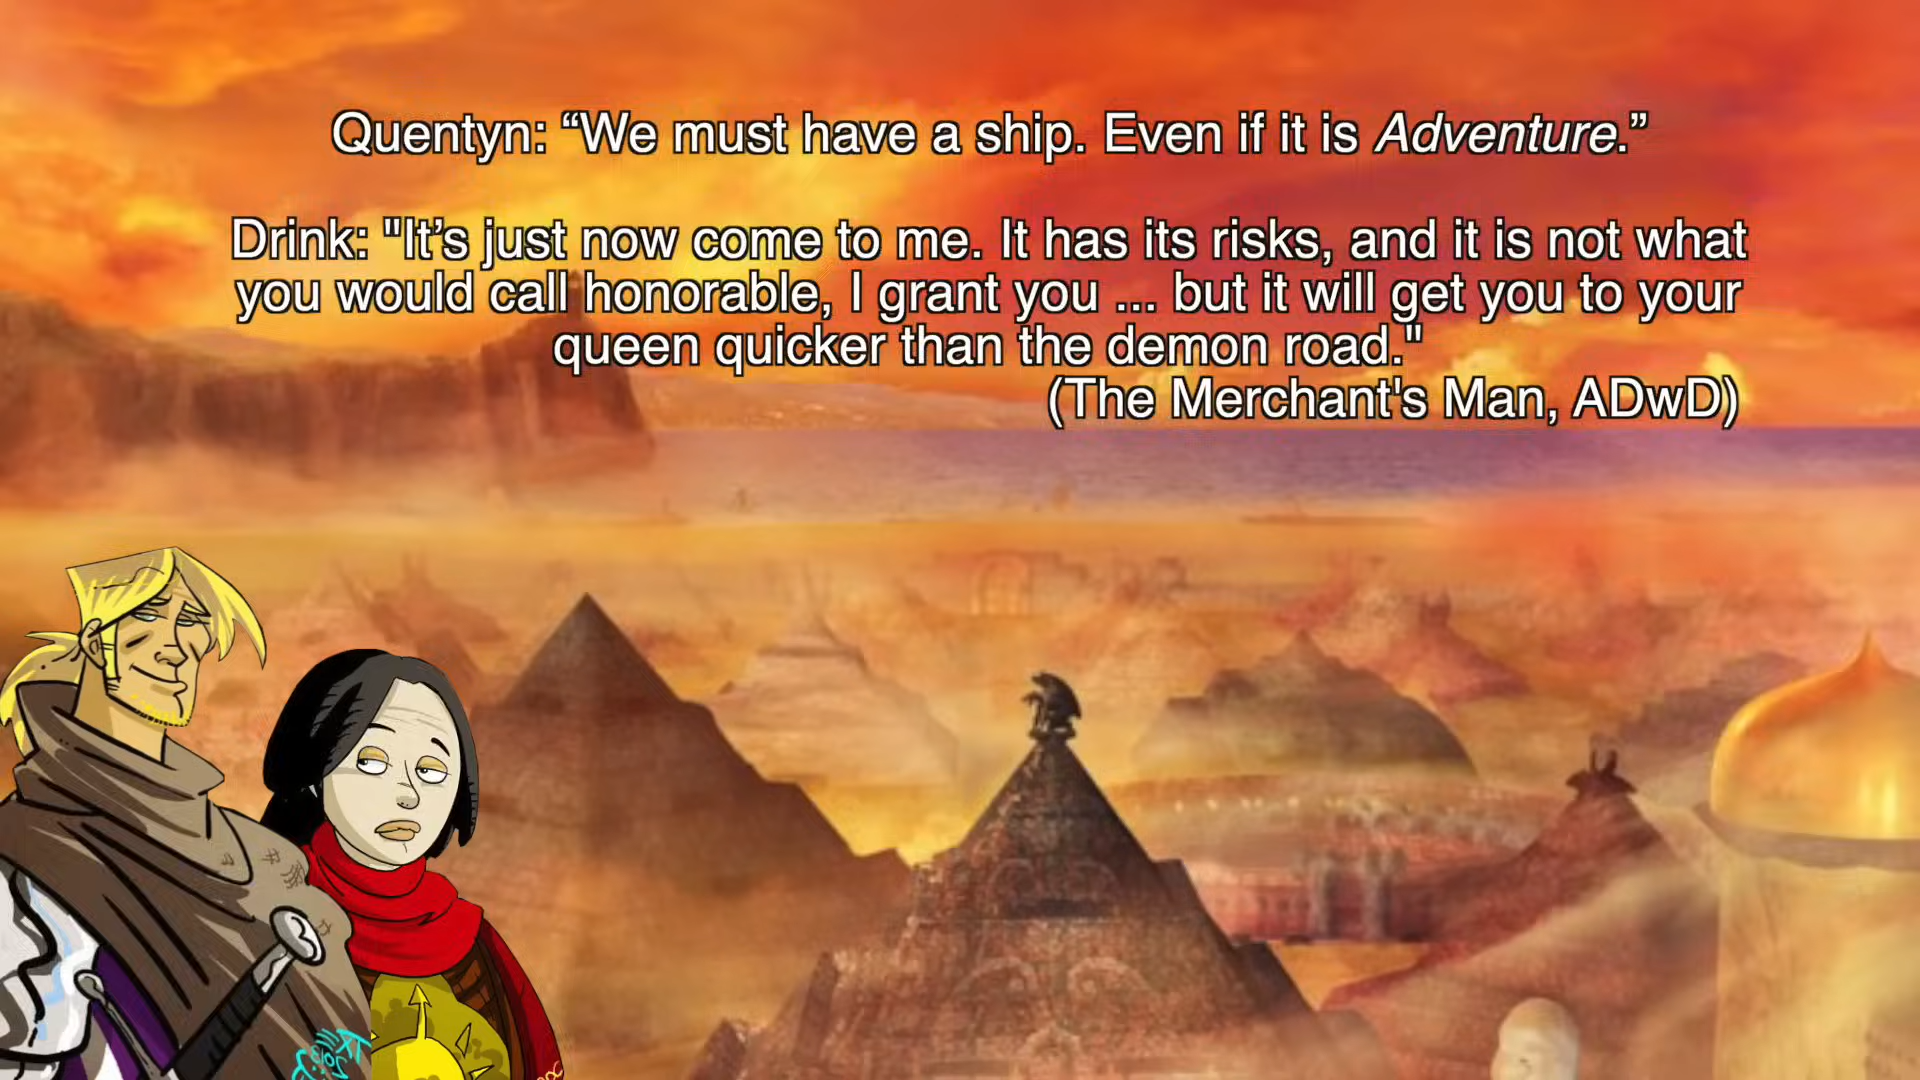 Quentyn: “We must have a ship. Even if it is Adventure.”
Drink: "It’s just now come to me. It has its risks, and it is not what
you would call honorable, I grant you ... but it will get you to your
queen quicker than the demon road."
(The Merchant's Man, ADwD)